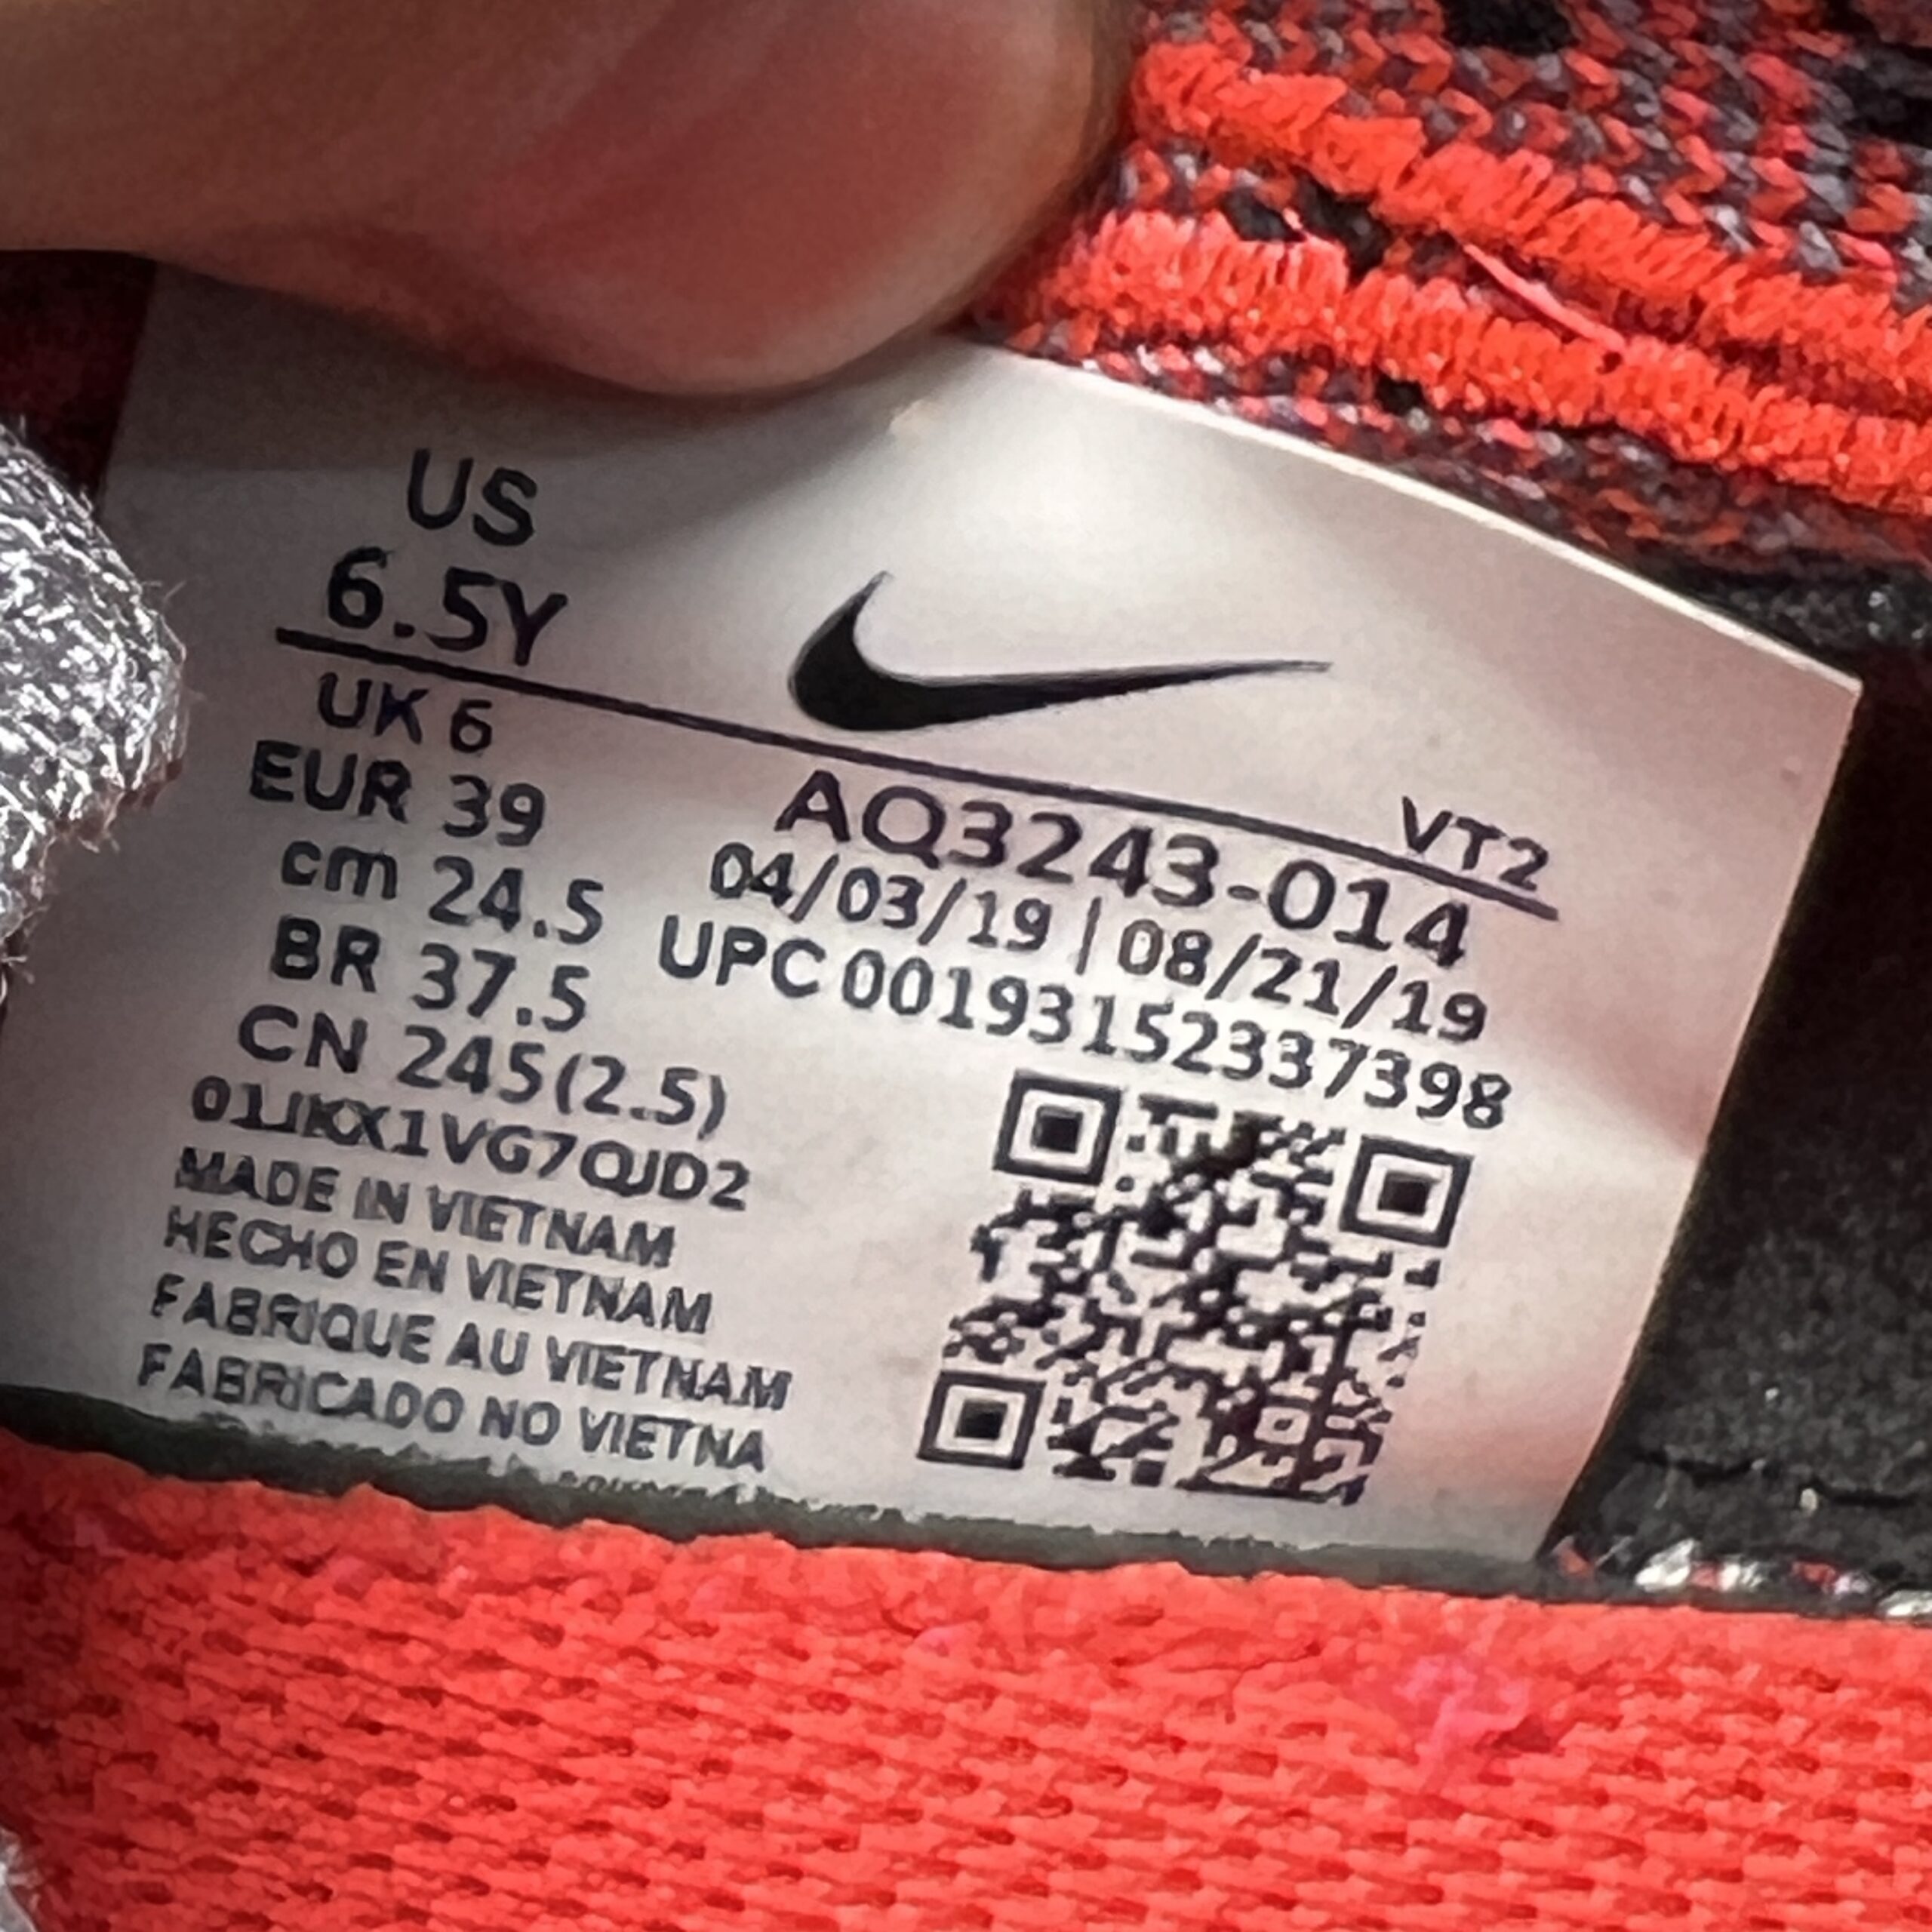 US
6.5Y
UK 6
EUR 39
cm 24.5
BR 37.5
CN 245(2.5)
01JKX1VG7QJD2
MADE IN VIETNAM
HECHO EN VIETNAM
FABRIQUE AU VIETNAM
FABRICADO NO VIETNA
VT2
AQ3243-014
04/03/19 | 08/21/19
UPC 00193152337398